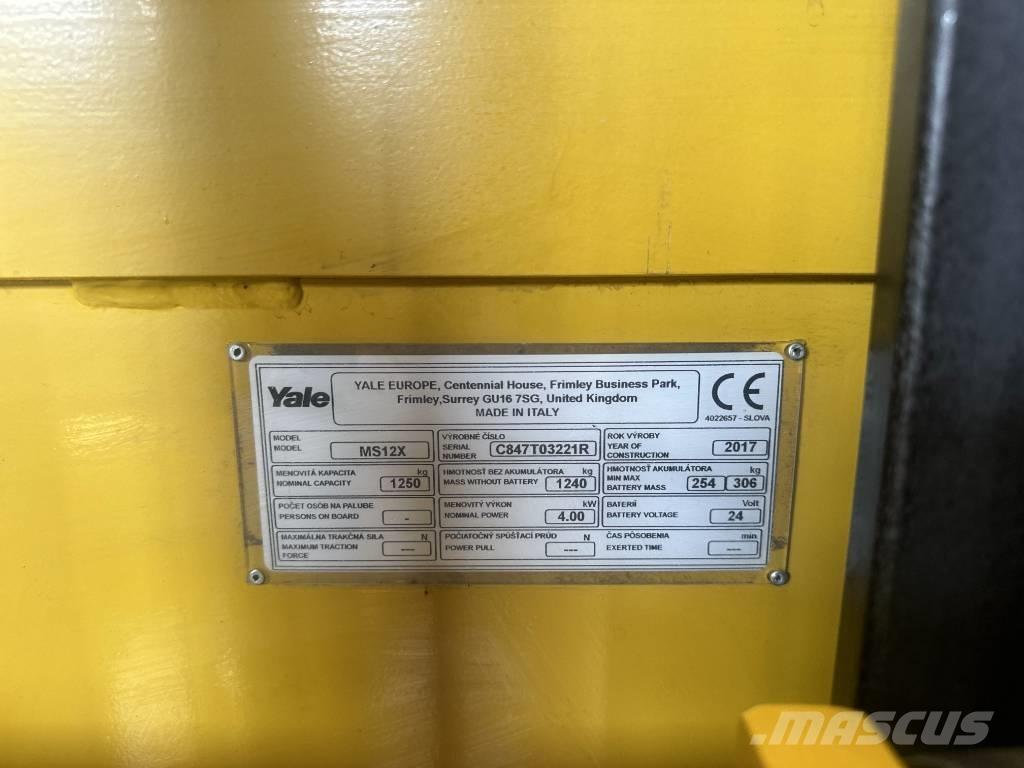 Yale
YALE EUROPE, Centennial House, Frimley Business Park,
Frimley,Surrey GU16 7SG, United Kingdom
MADE IN ITALY
CE
4022657 - SLOVA
MODEL
MODEL
MS12X
VÝROBNÉ ČÍSLO
SERIAL
NUMBER
C847T03221R
ROK VÝROBY
YEAR OF
CONSTRUCTION
2017
MENOVITÁ KAPACITA kg
NOMINAL CAPACITY 1250
HMOTNOSŤ BEZ AKUMULÁTORA kg
MASS WITHOUT BATTERY 1240
HMOTNOSŤ AKUMULÁTORA kg
MIN MAX
BATTERY MASS 254 306
POČET OSÔB NA PALUBE
PERSONS ON BOARD -
MENOVITÝ VÝKON kW
NOMINAL POWER 4.00
BATERIÍ Volt
BATTERY VOLTAGE 24
MAXIMÁLNA TRAKČNÁ SILA N
MAXIMUM TRACTION
FORCE
---
POČIATOČNÝ SPÚŠŤACÍ PRÚD N
POWER PULL ---
ČAS PÔSOBENIA min
EXERTED TIME ---
MASCUS